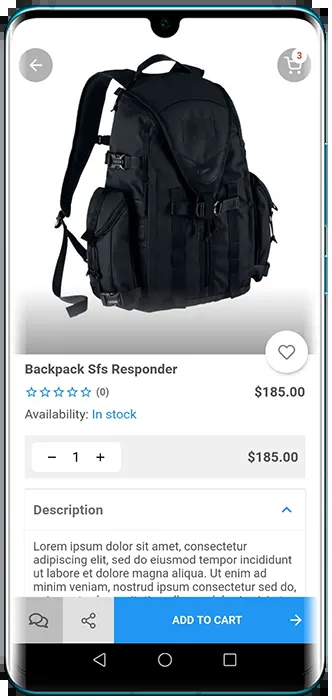 3
Backpack Sfs Responder
(0)
$185.00
Availability: In stock
− 1 +
$185.00
Description
Lorem ipsum dolor sit amet, consectetur
adipiscing elit, sed do eiusmod tempor incididunt
ut labore et dolore magna aliqua. Ut enim ad
minim veniam, nostrud ipsum consectetur sed do,
ADD TO CART